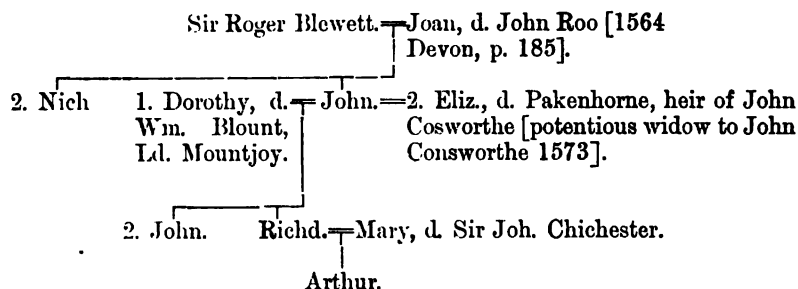 Sir Roger Blewett.=Joan, d. John Roo [1564
Devon, p. 185].
2. Nich 1. Dorothy, d.=John.=2. Eliz., d. Pakenhorne, heir of John
Wm. Blount, Cosworthe [potentious widow to John
Ld. Mountjoy. Consworthe 1573].
2. John. Richd.=Mary, d. Sir Joh. Chichester.
Arthur.